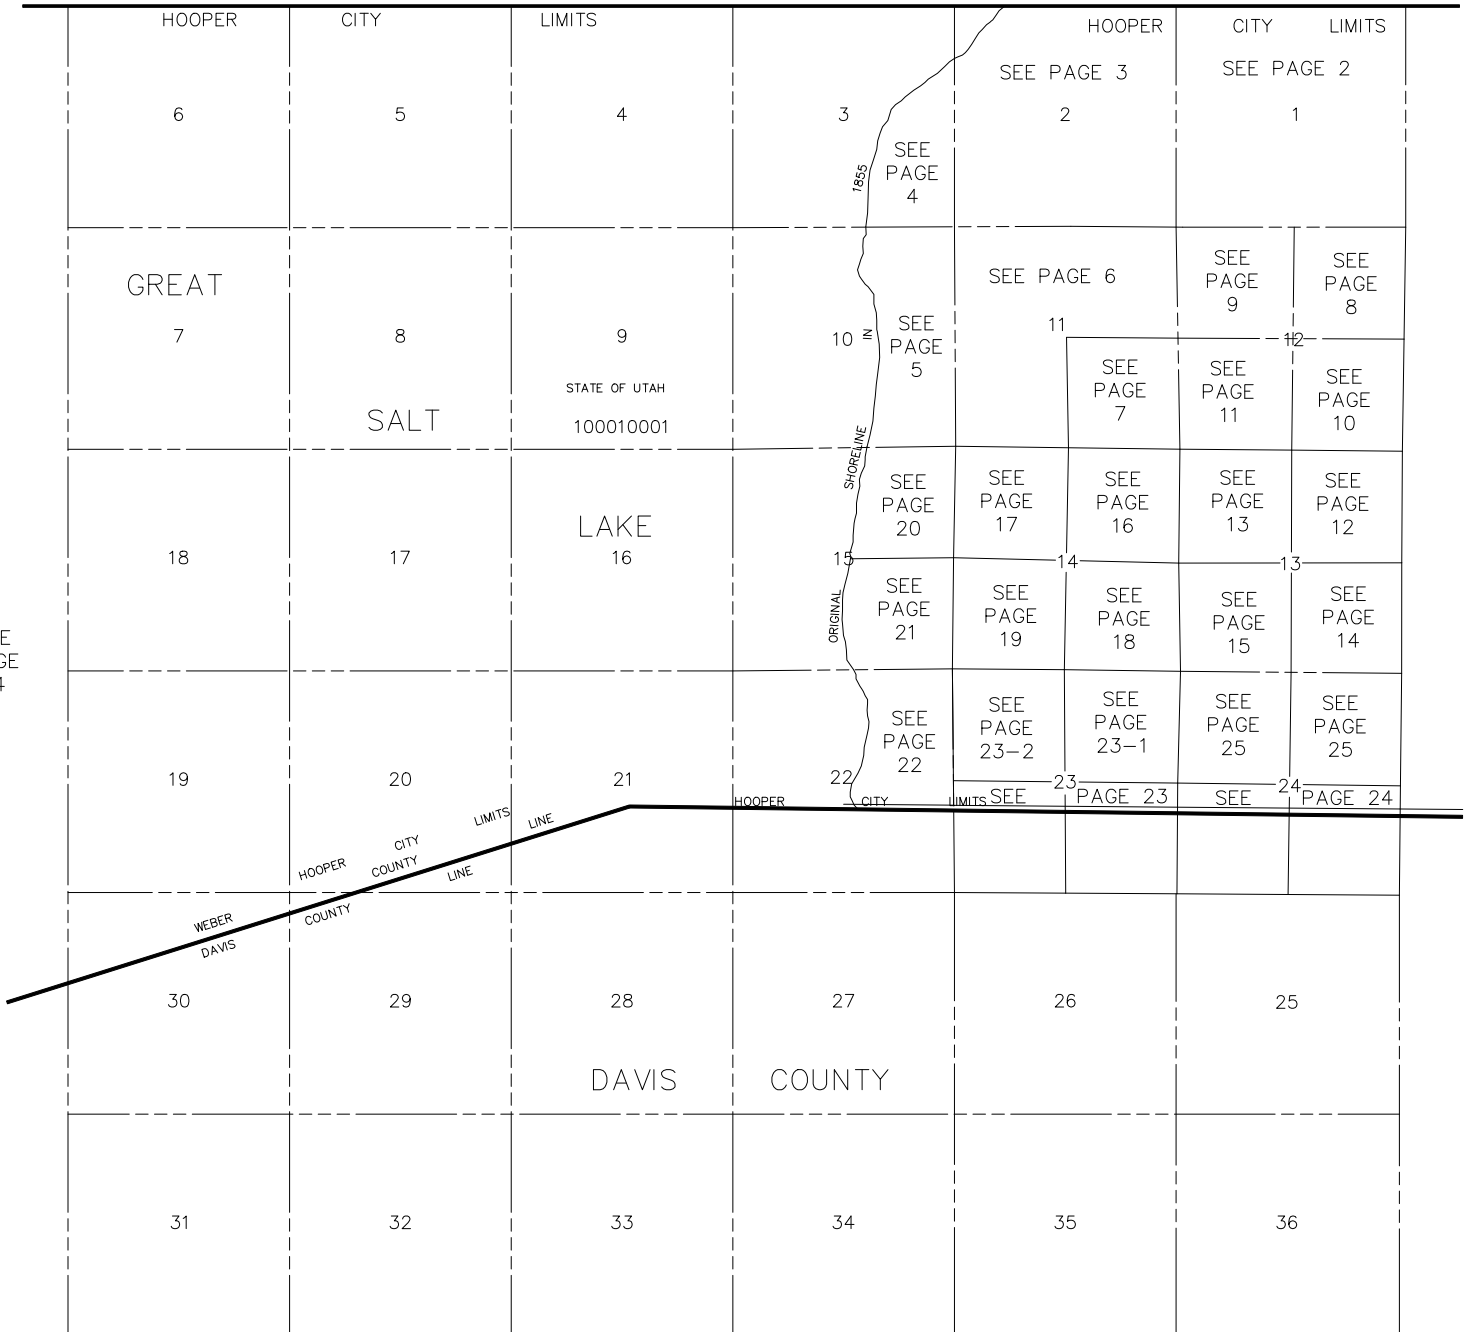 HOOPER CITY LIMITS
HOOPER CITY LIMITS
SEE PAGE 3
SEE PAGE 2
6
5
4
3
2
1
SEE
PAGE
4
1855
GREAT
7
8
9
10
IN
SEE
PAGE
5
SEE PAGE 6
11
SEE
PAGE
9
SEE
PAGE
8
12
STATE OF UTAH
100010001
SALT
SEE
PAGE
7
SEE
PAGE
11
SEE
PAGE
10
SHORELINE
LAKE
18
17
16
15
SEE
PAGE
20
SEE
PAGE
17
SEE
PAGE
16
SEE
PAGE
13
SEE
PAGE
12
14
13
ORIGINAL
SEE
PAGE
21
SEE
PAGE
19
SEE
PAGE
18
SEE
PAGE
15
SEE
PAGE
14
E
GE
4
19
20
21
22
SEE
PAGE
22
SEE
PAGE
23-2
SEE
PAGE
23-1
SEE
PAGE
25
SEE
PAGE
25
23
24
HOOPER CITY LIMITS
SEE PAGE 23
SEE PAGE 24
HOOPER CITY LIMITS LINE
WEBER COUNTY LINE
DAVIS COUNTY
30
29
28
27
26
25
DAVIS COUNTY
31
32
33
34
35
36